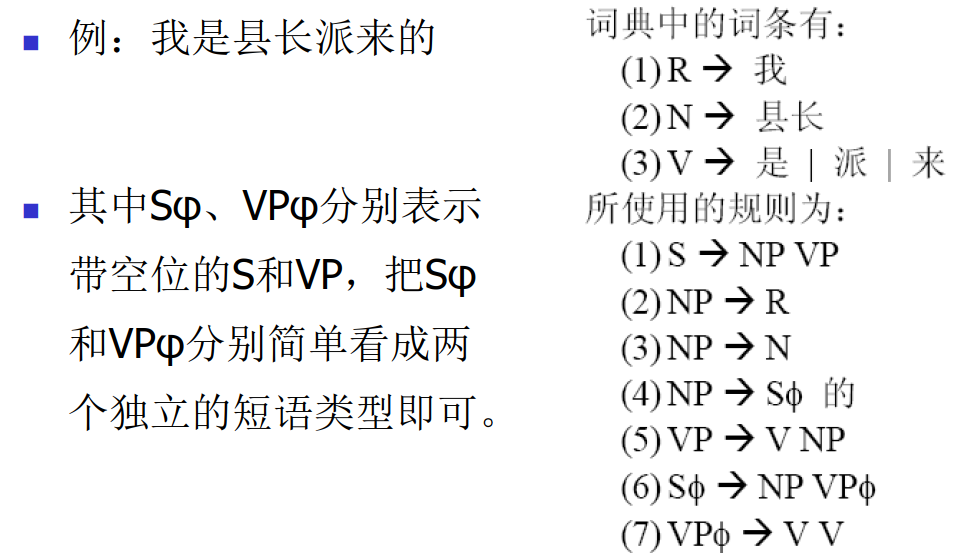 例：我是县长派来的
其中Sφ、VPφ分别表示
带空位的S和VP，把Sφ
和VPφ分别简单看成两
个独立的短语类型即可。
词典中的词条有：
(1) R → 我
(2) N → 县长
(3) V → 是 | 派 | 来
所使用的规则为：
(1) S → NP VP
(2) NP → R
(3) NP → N
(4) NP → Sϕ 的
(5) VP → V NP
(6) Sϕ → NP VPϕ
(7) VPϕ → V V